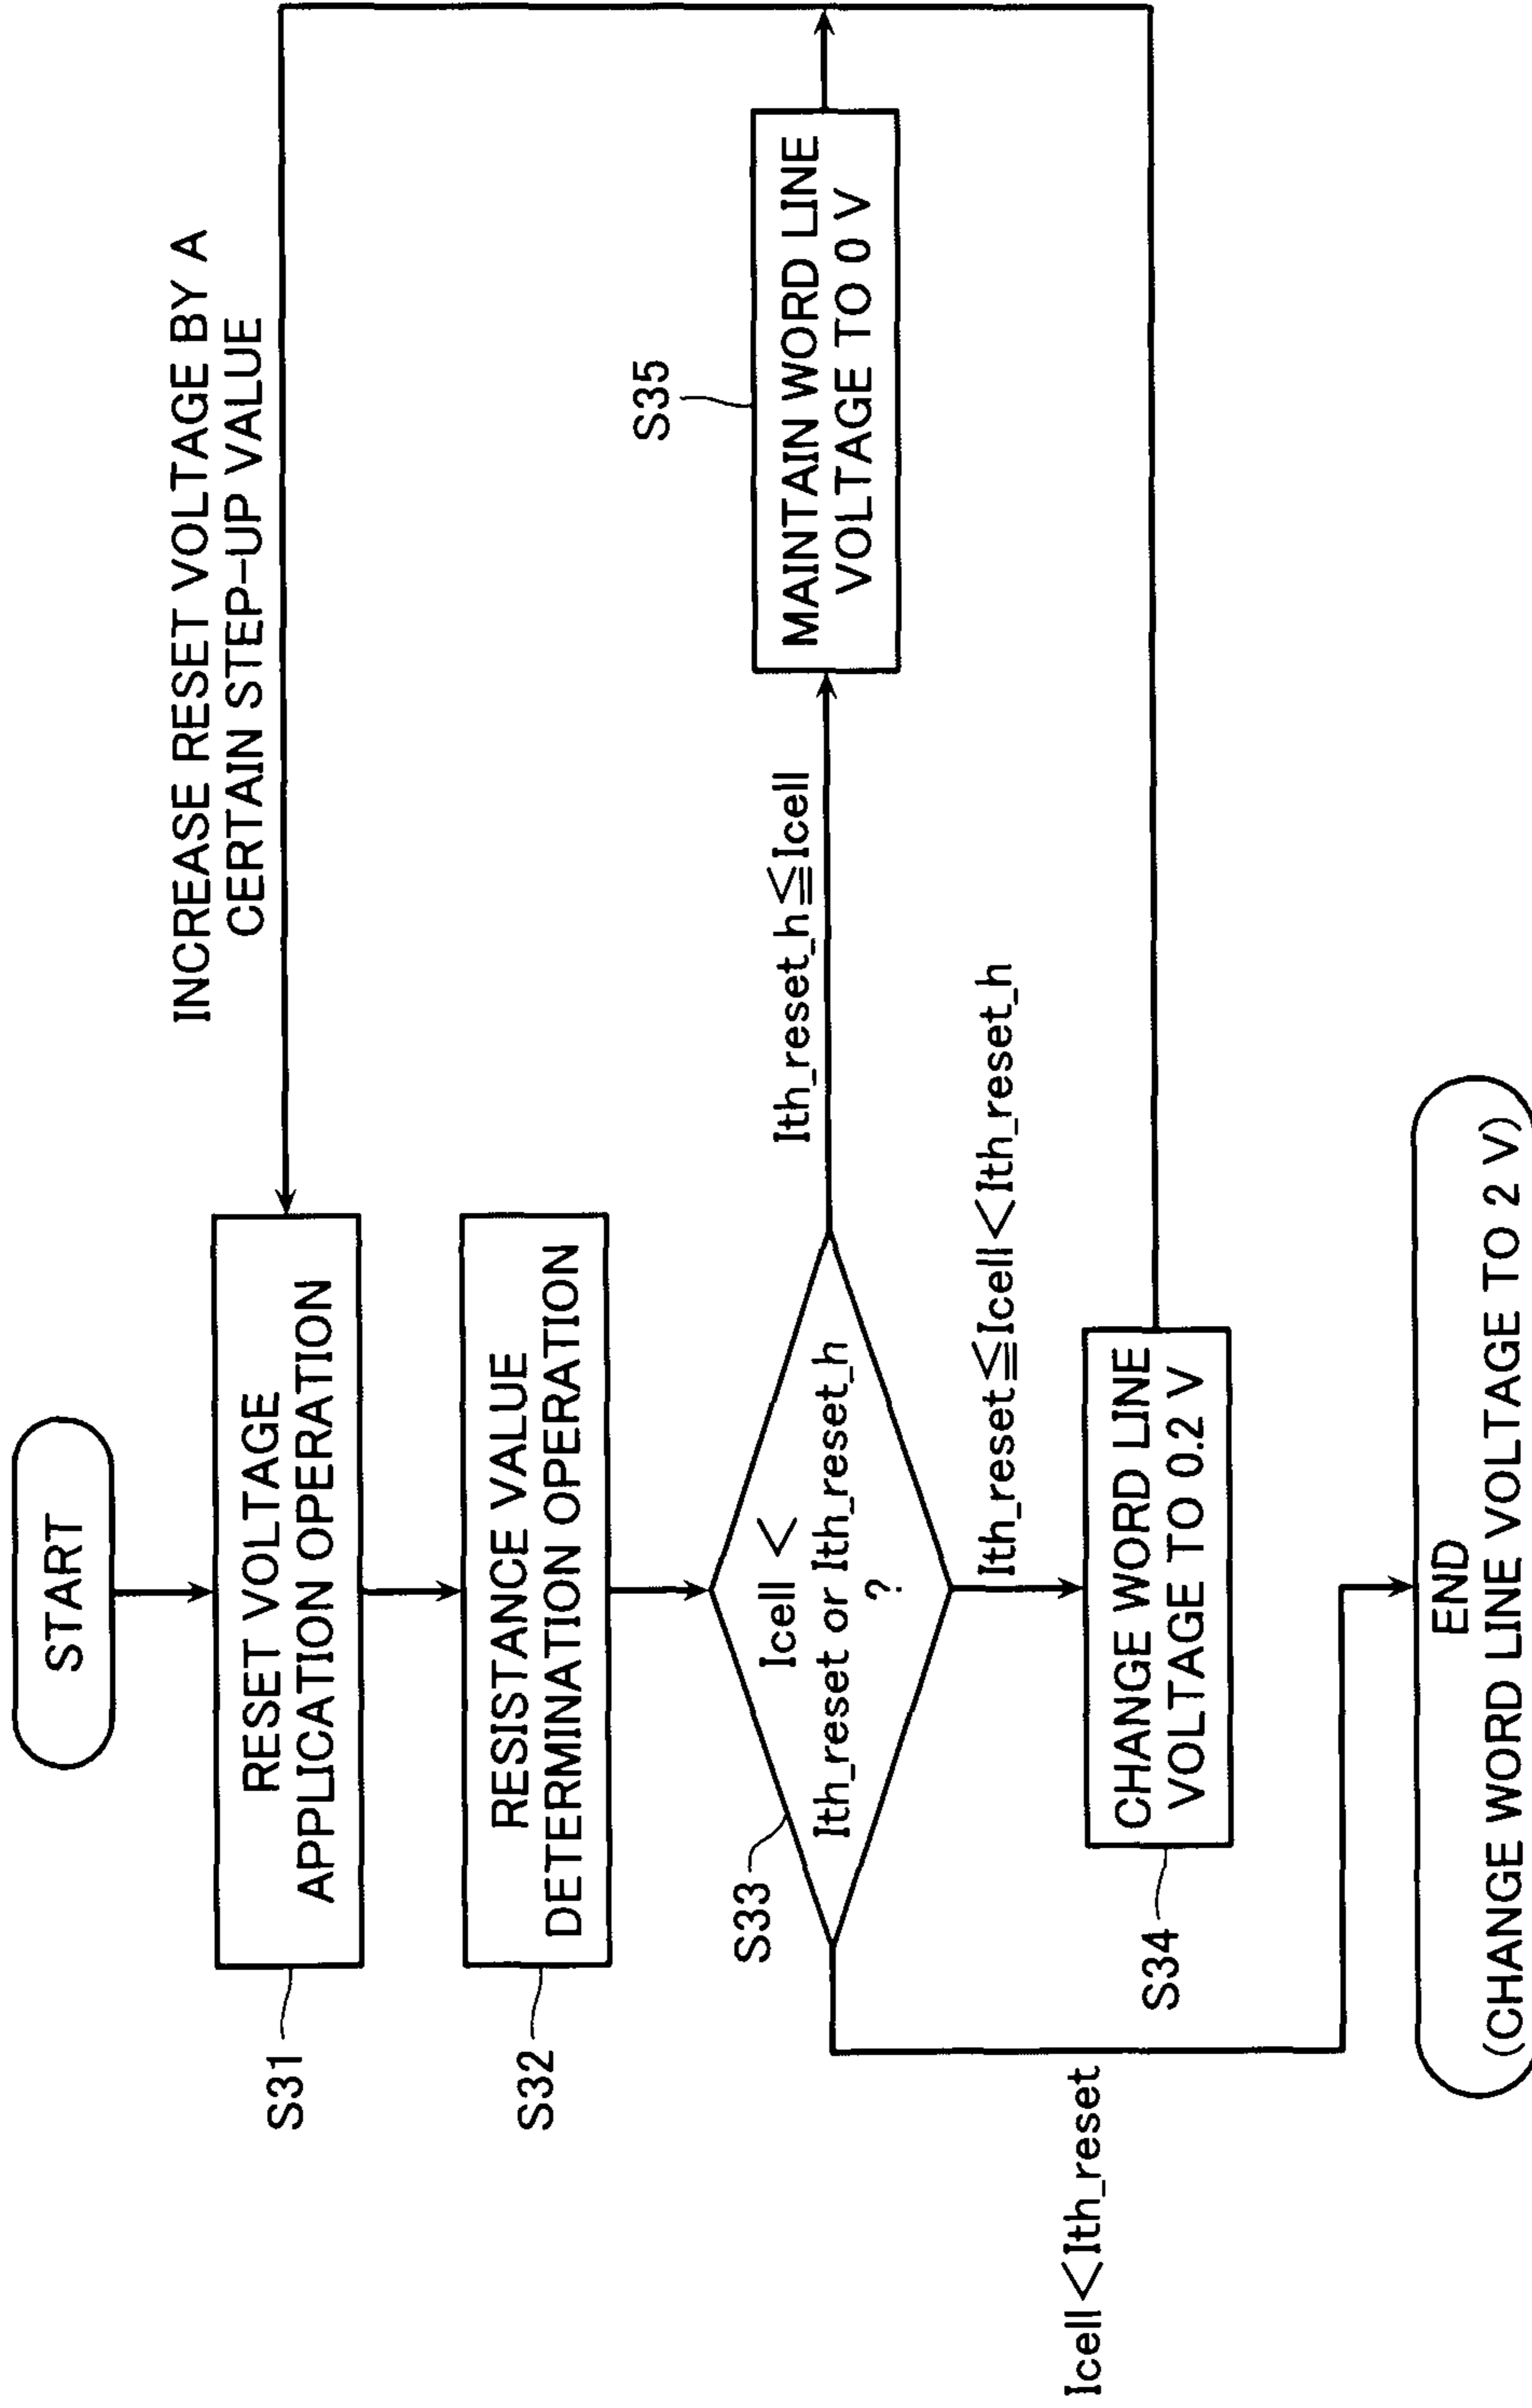 START
INCREASE RESET VOLTAGE BY A
CERTAIN STEP-UP VALUE
S31
RESET VOLTAGE
APPLICATION OPERATION
S32
RESISTANCE VALUE
DETERMINATION OPERATION
S33
Icell <
Ith_reset or Ith_reset_h
?
Ith_reset_h≦Icell
S35
MAINTAIN WORD LINE
VOLTAGE TO 0 V
Ith_reset≦Icell<Ith_reset_h
Icell<Ith_reset
S34
CHANGE WORD LINE
VOLTAGE TO 0.2 V
END
(CHANGE WORD LINE VOLTAGE TO 2 V)